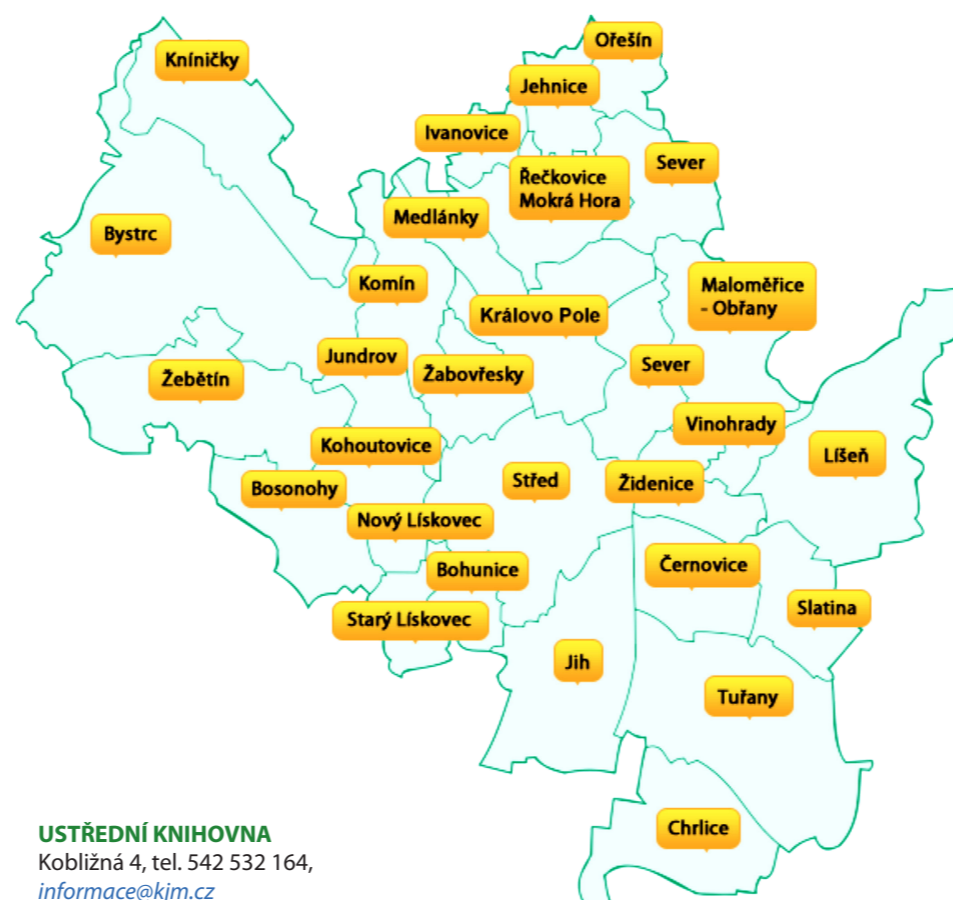 Ořešín
Kníničky
Jehnice
Ivanovice
Sever
Řečkovice
Mokrá Hora
Medlánky
Bystrc
Komín
Maloměřice
- Obřany
Královo Pole
Jundrov
Sever
Žabovřesky
Žebětín
Vinohrady
Kohoutovice
Líšeň
Střed
Židenice
Bosonohy
Nový Lískovec
Černovice
Bohunice
Slatina
Starý Lískovec
Jih
Tuřany
Chrlice
USTŘEDNÍ KNIHOVNA
Kobližná 4, tel. 542 532 164,
informace@kjm.cz